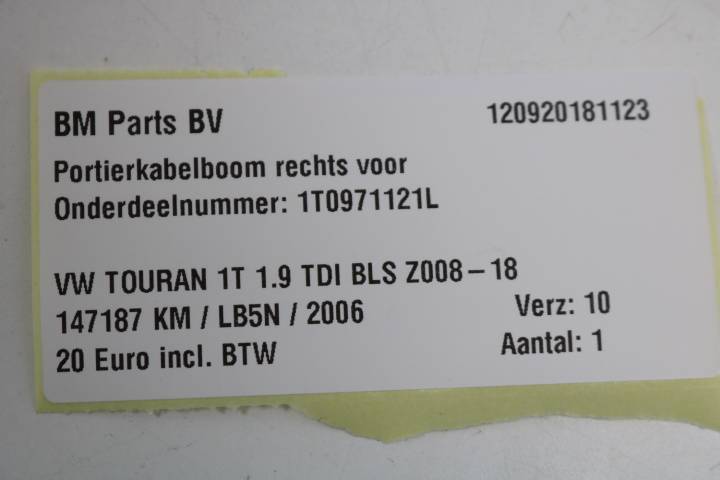 BM Parts BV 120920181123
Portierkabelboom rechts voor
Onderdeelnummer: 1T0971121L
VW TOURAN 1T 1.9 TDI BLS Z008 – 18
147187 KM / LB5N / 2006 Verz: 10
20 Euro incl. BTW Aantal: 1